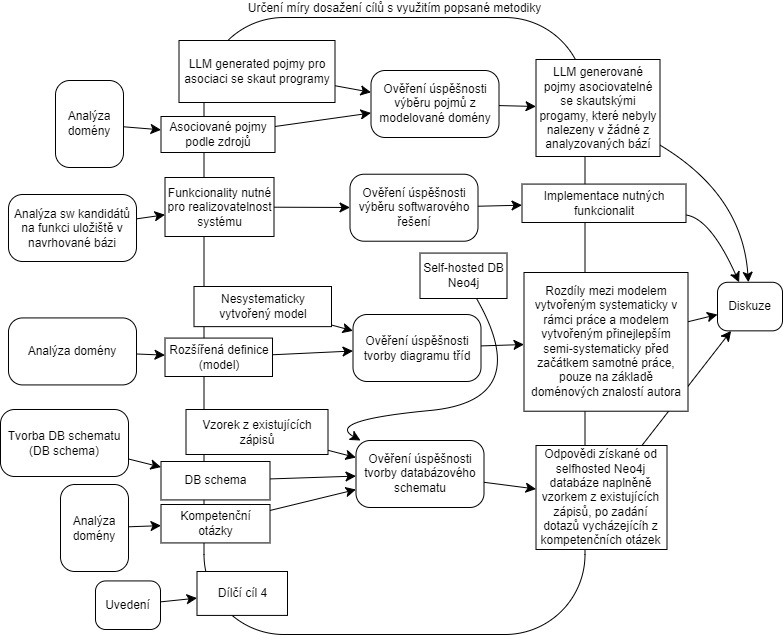 Určení míry dosažení cílů s využitím popsané metodiky
LLM generated pojmy pro
asociaci se skaut programy
Analýza
domény
Asociované pojmy
podle zdrojů
Ověření úspěšnosti
výběru pojmů z
modelované domény
LLM generované
pojmy asociovatelné
se skautskými
progamy, které nebyly
nalezeny v žádné z
analyzovaných bází
Analýza sw kandidátů
na funkci uložiště v
navrhované bázi
Funkcionality nutné
pro realizovatelnost
systému
Ověření úspěšnosti
výběru softwarového
řešení
Implementace nutných
funkcionalit
Self-hosted DB
Neo4j
Nesystematicky
vytvořený model
Analýza domény
Rozšířená definice
(model)
Ověření úspěšnosti
tvorby diagramu tříd
Rozdíly mezi modelem
vytvořeným systematicky v
rámci práce a modelem
vytvořeným přinejlepším
semi-systematicky před
začátkem samotné práce,
pouze na základě
doménových znalostí autora
Diskuze
Vzorek z existujících
zápisů
Tvorba DB schematu
(DB schema)
DB schema
Analýza
domény
Kompetenční
otázky
Ověření úspěšnosti
tvorby databázového
schematu
Odpovědi získané od
selfhosted Neo4j
databáze naplněně
vzorkem z existujících
zápisů, po zadání
dotazů vycházejícíh z
kompetenčních otázek
Uvedení
Dílčí cíl 4